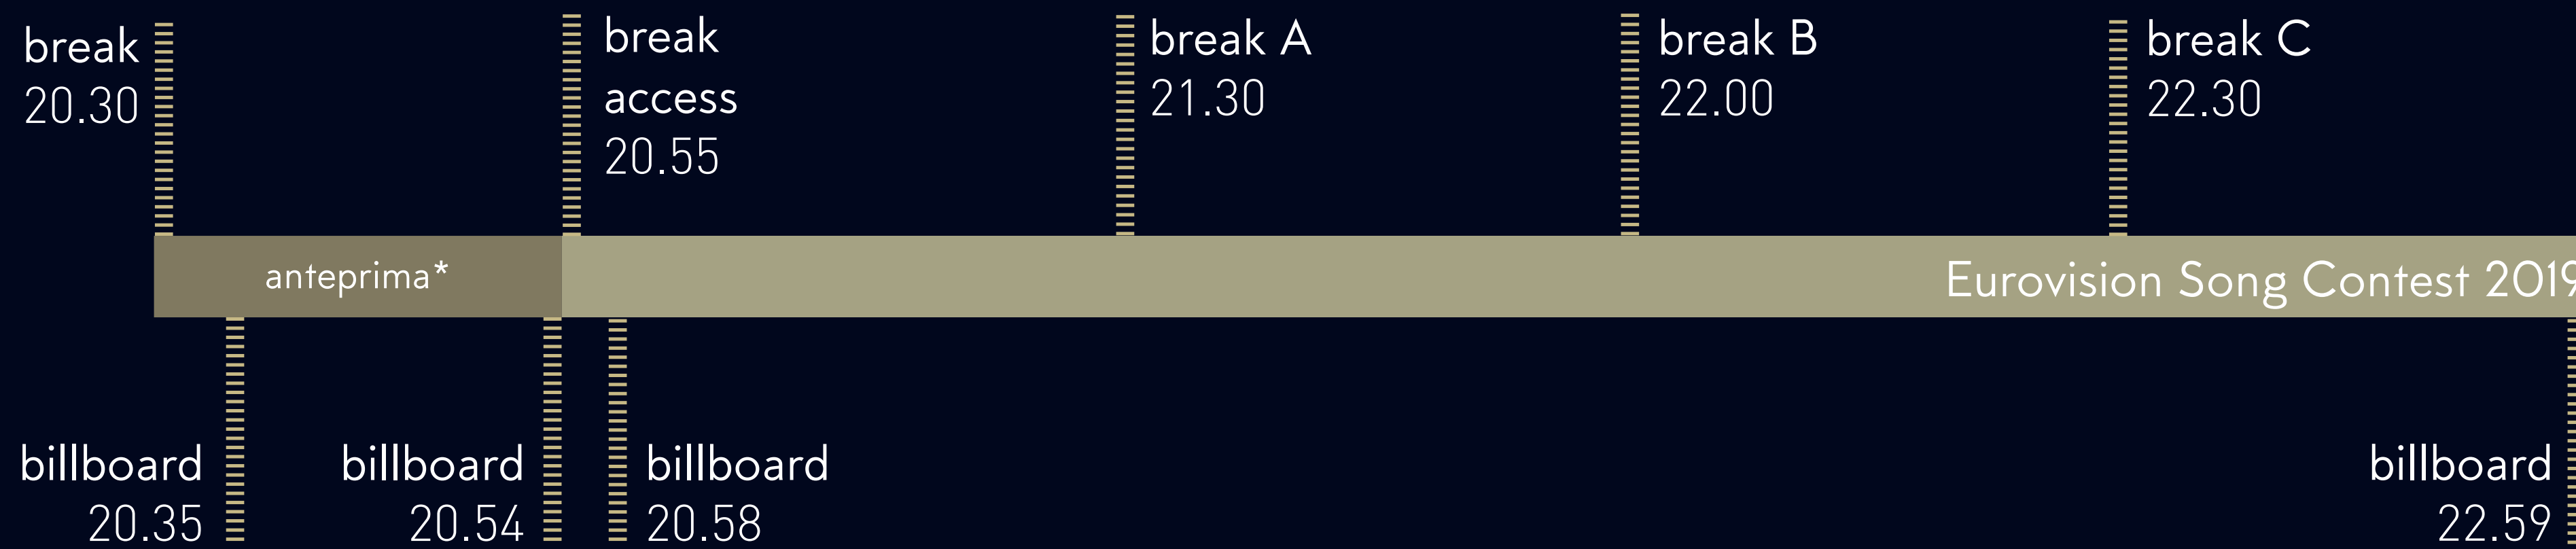 break
20.30
break
access
20.55
break A
21.30
break B
22.00
break C
22.30
anteprima*
Eurovision Song Contest 2019
billboard
20.35
billboard
20.54
billboard
20.58
billboard
22.59